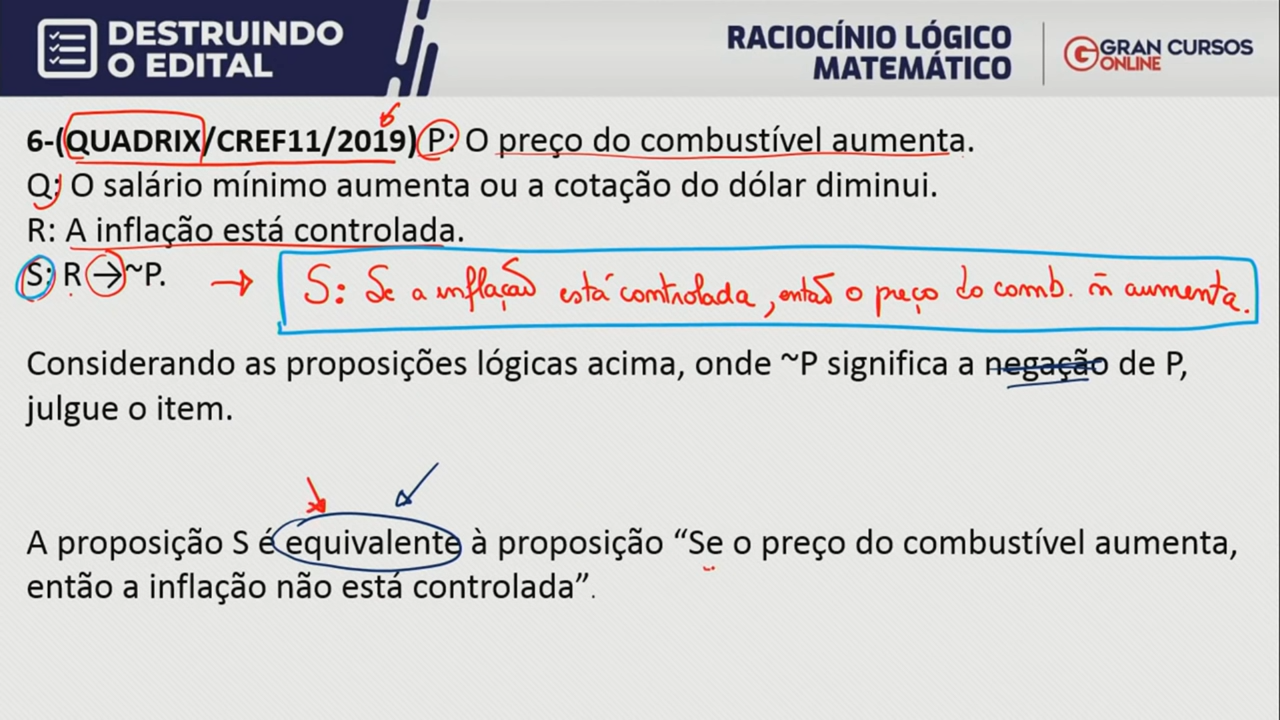 DESTRUINDO
O EDITAL
RACIOCÍNIO LÓGICO
MATEMÁTICO
GRAN CURSOS
ONLINE
6-(QUADRIX/CREF11/2019) P: O preço do combustível aumenta.
Q: O salário mínimo aumenta ou a cotação do dólar diminui.
R: A inflação está controlada.
S: R → ~P.
→ S: Se a inflação está controlada, então o preço do comb. ñ aumenta.
Considerando as proposições lógicas acima, onde ~P significa a negação de P,
julgue o item.
A proposição S é equivalente à proposição “Se o preço do combustível aumenta,
então a inflação não está controlada”.